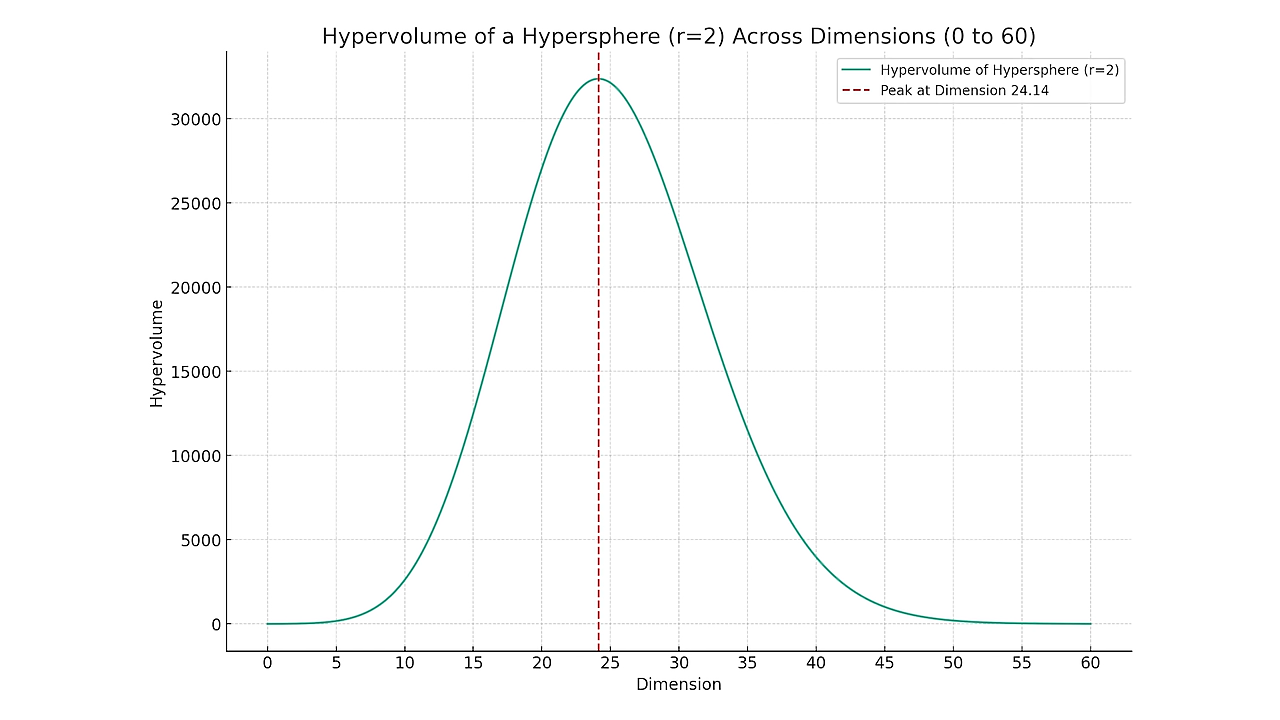 Hypervolume of a Hypersphere (r=2) Across Dimensions (0 to 60)
Hypervolume of Hypersphere (r=2)
Peak at Dimension 24.14
30000
25000
20000
15000
10000
5000
0
Hypervolume
0 5 10 15 20 25 30 35 40 45 50 55 60
Dimension